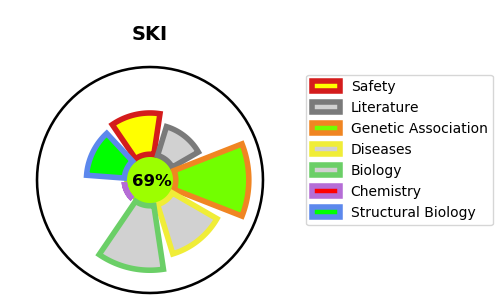 SKI
69%
Safety
Literature
Genetic Association
Diseases
Biology
Chemistry
Structural Biology